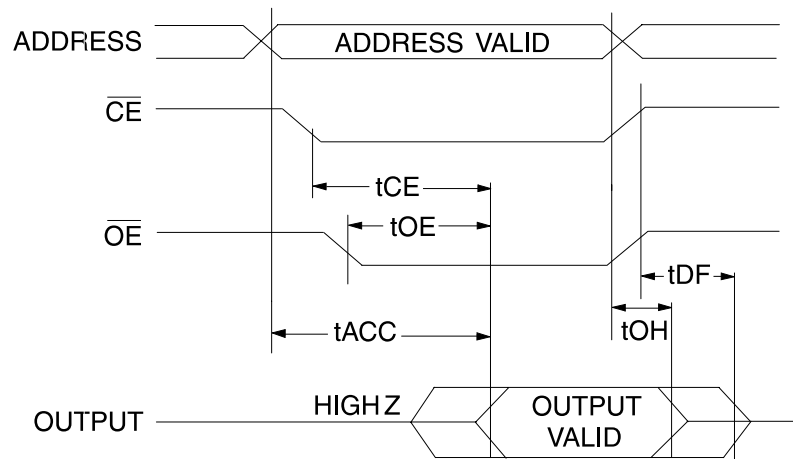 ADDRESS
ADDRESS VALID
CE
tCE
OE
tOE
tDF
tACC
tOH
OUTPUT
HIGH Z
OUTPUT
VALID